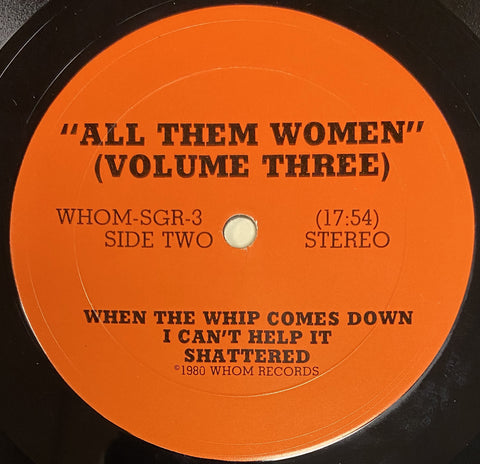 "ALL THEM WOMEN"
(VOLUME THREE)
WHOM-SGR-3 (17:54)
SIDE TWO STEREO
WHEN THE WHIP COMES DOWN
I CAN'T HELP IT
SHATTERED
©1980 WHOM RECORDS